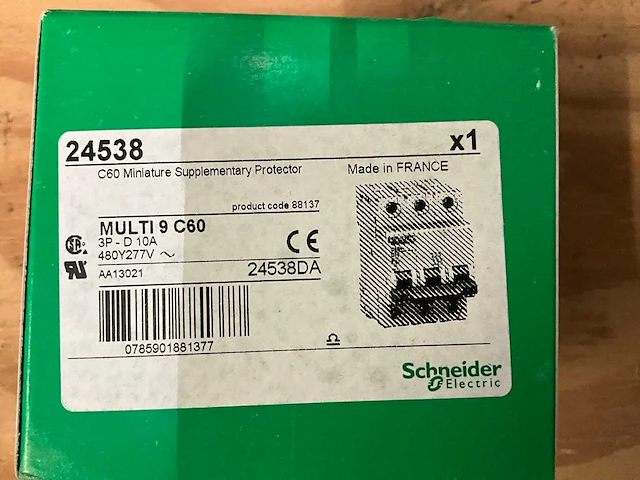 24538 x1
C60 Miniature Supplementary Protector Made in FRANCE
product code 88137
MULTI 9 C60
3P - D 10A
480Y277V ~
CE
AA13021 24538DA
0785901881377
Schneider
Electric